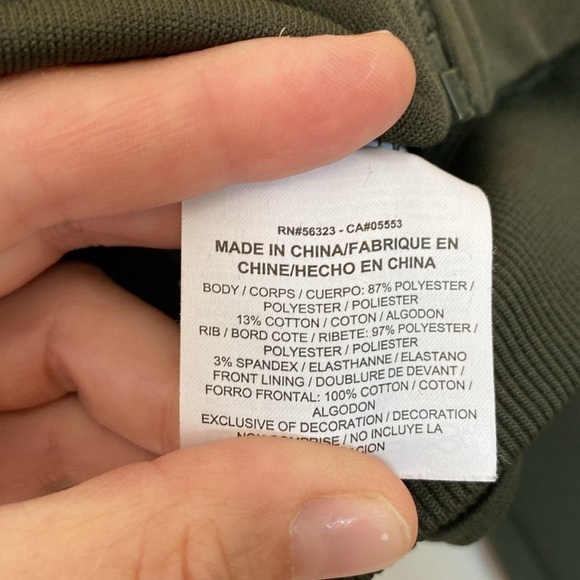 RN#56323 - CA#05553
MADE IN CHINA/FABRIQUE EN
CHINE/HECHO EN CHINA
BODY / CORPS / CUERPO: 87% POLYESTER /
POLYESTER / POLIESTER
13% COTTON / COTON / ALGODON
RIB / BORD COTE / RIBETE: 97% POLYESTER /
POLYESTER / POLIESTER
3% SPANDEX / ELASTHANNE / ELASTANO
FRONT LINING / DOUBLURE DE DEVANT /
FORRO FRONTAL: 100% COTTON / COTON /
ALGODON
EXCLUSIVE OF DECORATION / DECORATION
NON COMPRISE / NO INCLUYE LA